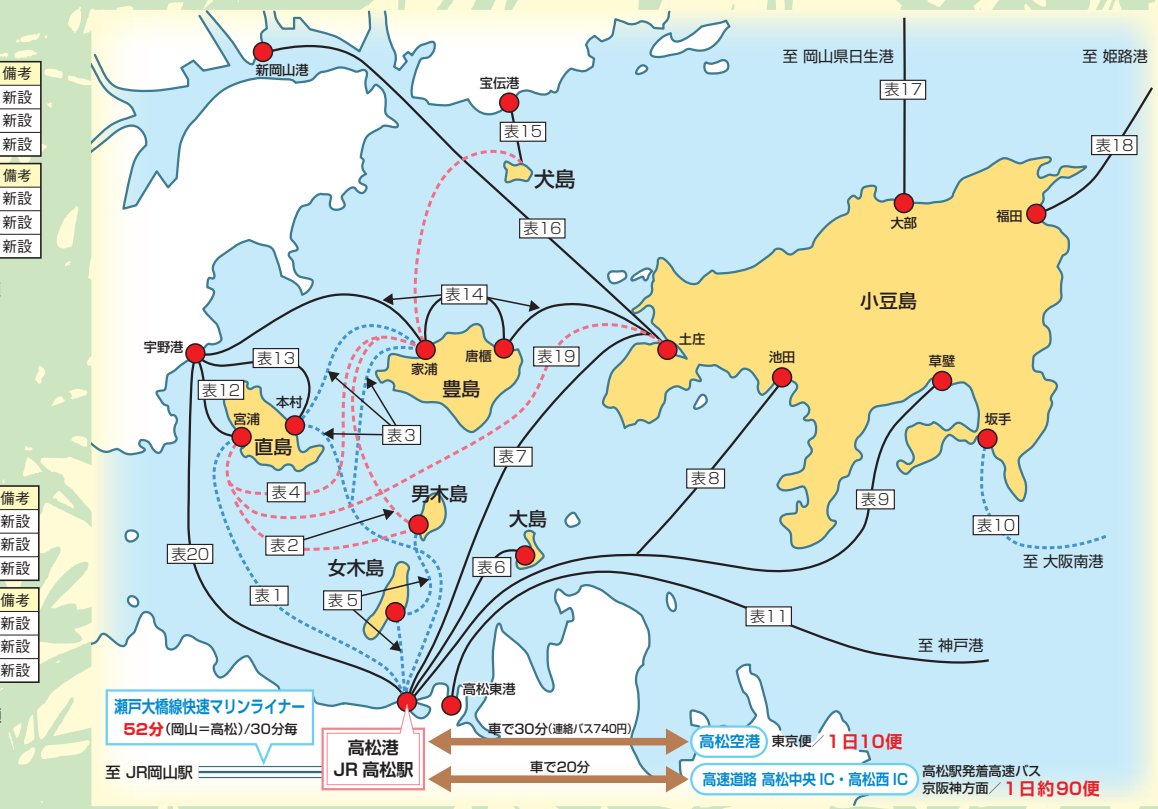 備考
新設
新設
新設
備考
新設
新設
新設
備考
新設
新設
新設
備考
新設
新設
新設
新岡山港
宝伝港
至 岡山県日生港
至 姫路港
表17
表15
表18
犬島
表16
大部
福田
表14
小豆島
宇野港
表13
家浦
唐櫃
表19
土庄
池田
草壁
表12
本村
豊島
宮浦
直島
表3
坂手
表7
表4
男木島
表8
表9
大島
表10
表2
表20
女木島
表6
至 大阪南港
表1
表5
表11
至 神戸港
高松東港
瀬戸大橋線快速マリンライナー
52分(岡山=高松)/30分毎
至 JR岡山駅
高松港
JR 高松駅
車で30分(連絡バス740円)
高松空港
東京便/1日10便
車で20分
高速道路 高松中央 IC・高松西 IC
高松駅発着高速バス
京阪神方面/1日約90便